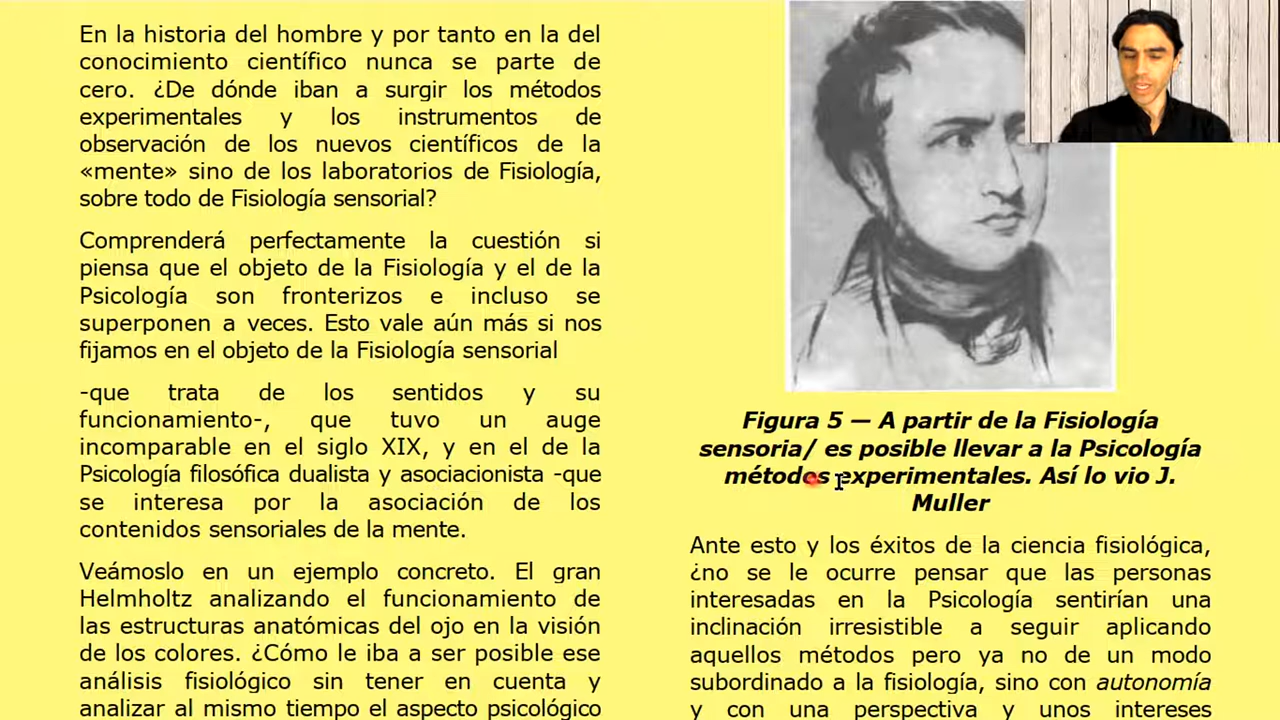 En la historia del hombre y por tanto en la del
conocimiento científico nunca se parte de
cero. ¿De dónde iban a surgir los métodos
experimentales y los instrumentos de
observación de los nuevos científicos de la
«mente» sino de los laboratorios de Fisiología,
sobre todo de Fisiología sensorial?
Comprenderá perfectamente la cuestión si
piensa que el objeto de la Fisiología y el de la
Psicología son fronterizos e incluso se
superponen a veces. Esto vale aún más si nos
fijamos en el objeto de la Fisiología sensorial
-que trata de los sentidos y su
funcionamiento-, que tuvo un auge
incomparable en el siglo XIX, y en el de la
Psicología filosófica dualista y asociacionista -que
se interesa por la asociación de los
contenidos sensoriales de la mente.
Veámoslo en un ejemplo concreto. El gran
Helmholtz analizando el funcionamiento de
las estructuras anatómicas del ojo en la visión
de los colores. ¿Cómo le iba a ser posible ese
análisis fisiológico sin tener en cuenta y
analizar al mismo tiempo el aspecto psicológico
Figura 5 — A partir de la Fisiología
sensoria/ es posible llevar a la Psicología
métodos experimentales. Así lo vio J.
Muller
Ante esto y los éxitos de la ciencia fisiológica,
¿no se le ocurre pensar que las personas
interesadas en la Psicología sentirían una
inclinación irresistible a seguir aplicando
aquellos métodos pero ya no de un modo
subordinado a la fisiología, sino con autonomía
y con una perspectiva y unos intereses